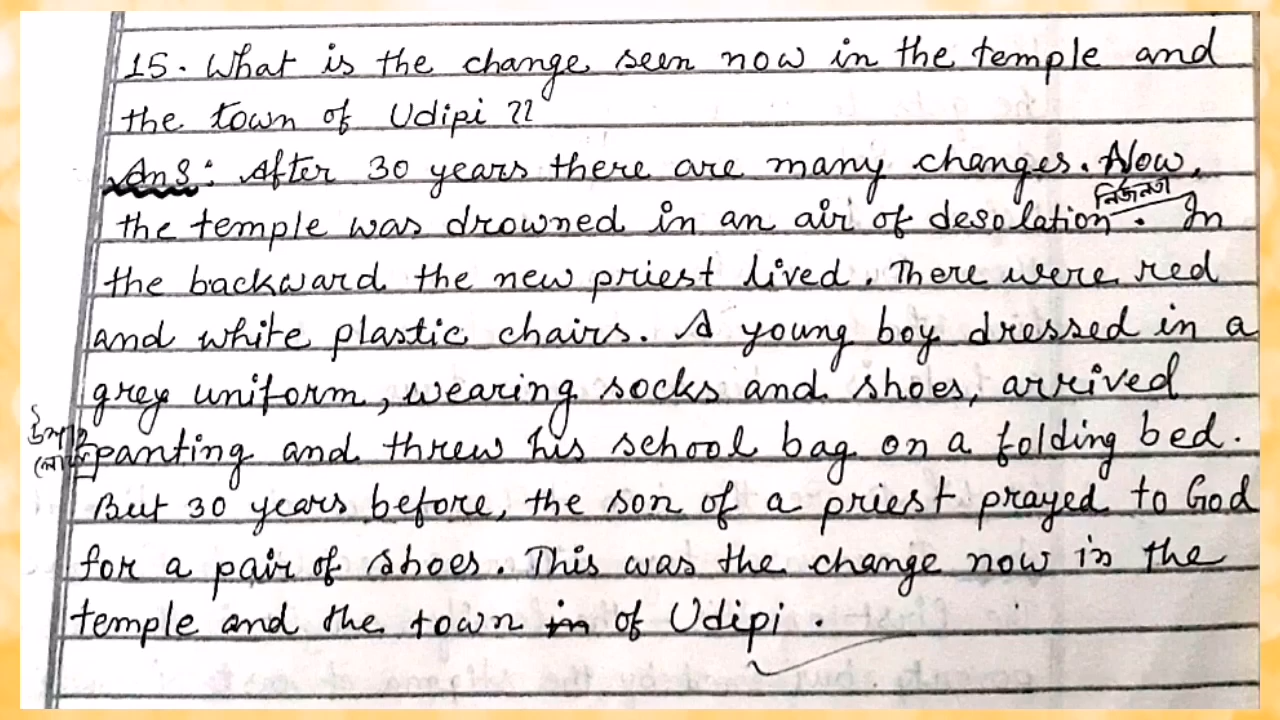 15. What is the change seen now in the temple and
the town of Udipi ??
Ans: After 30 years there are many changes. Now,
নির্জনতা
the temple was drowned in an air of desolation. In
the backward the new priest lived. There were red
and white plastic chairs. A young boy dressed in a
grey uniform, wearing socks and shoes, arrived
panting and threw his school bag on a folding bed.
But 30 years before, the son of a priest prayed to God
for a pair of shoes. This was the change now in the
temple and the town in of Udipi.